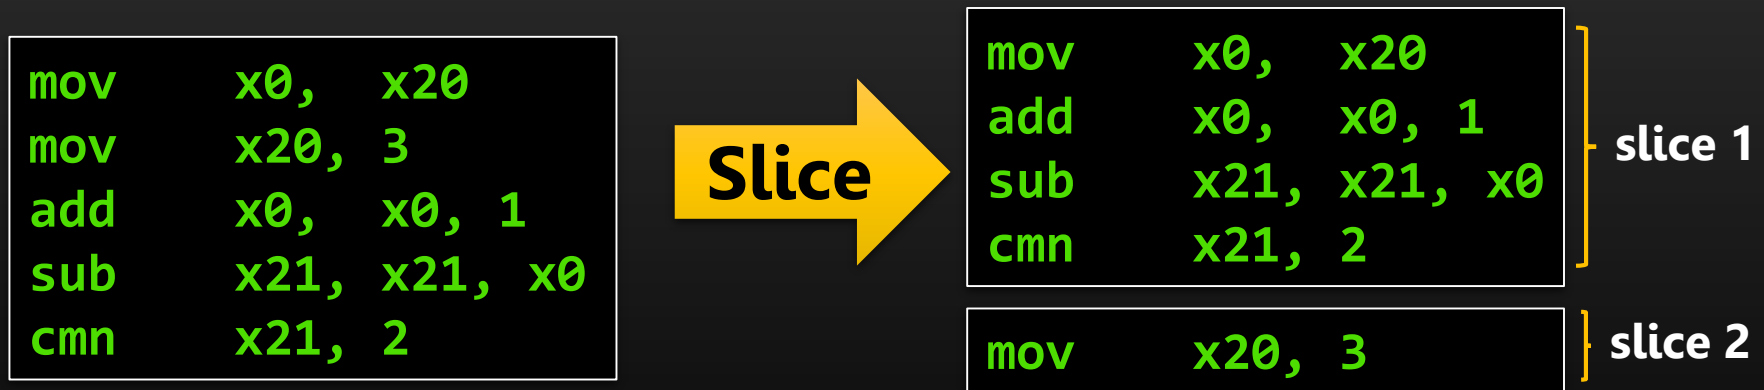 mov x0, x20
mov x20, 3
add x0, x0, 1
sub x21, x21, x0
cmn x21, 2
Slice
mov x0, x20
add x0, x0, 1
sub x21, x21, x0
cmn x21, 2
slice 1
mov x20, 3
slice 2